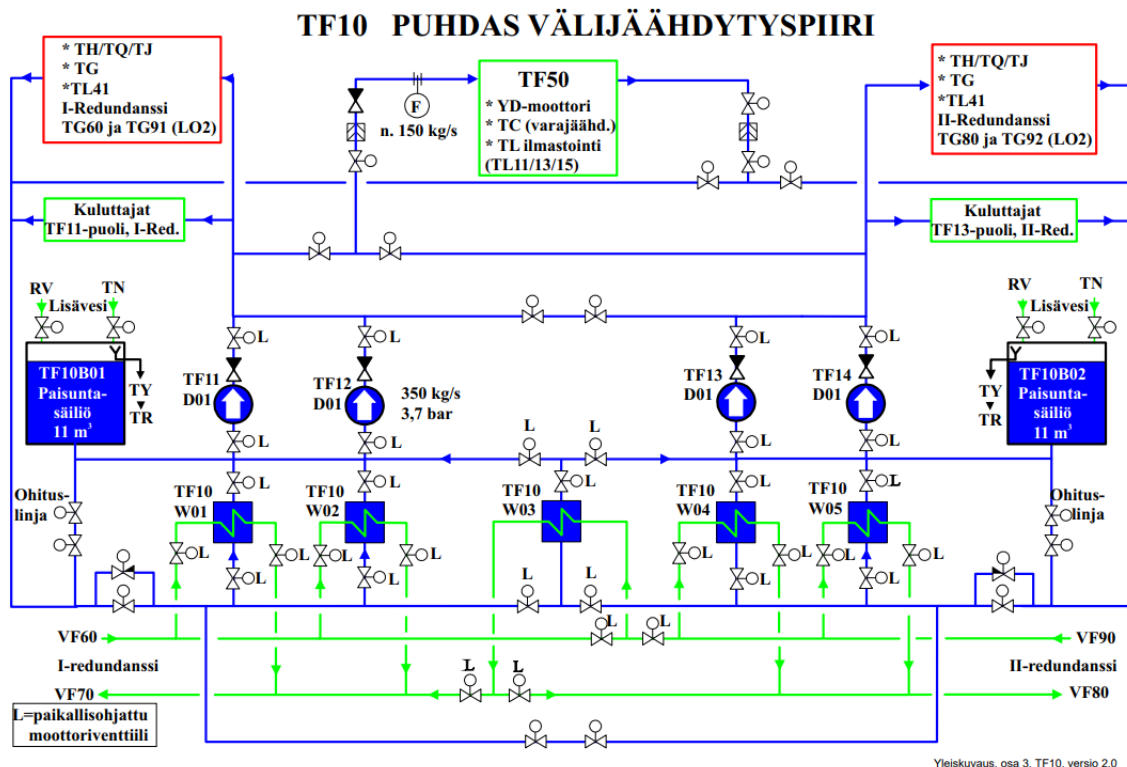 TF10 PUHDAS VÄLIJÄÄHDYTYSPIIRI
* TH/TQ/TJ
* TG
*TL41
I-Redundanssi
TG60 ja TG91 (LO2)
F
n. 150 kg/s
TF50
* YD-moottori
* TC (varajäähd.)
* TL ilmastointi
(TL11/13/15)
* TH/TQ/TJ
* TG
*TL41
II-Redundanssi
TG80 ja TG92 (LO2)
Kuluttajat
TF11-puoli, I-Red.
Kuluttajat
TF13-puoli, II-Red.
RV
TN
Lisävesi
RV
TN
Lisävesi
L
L
L
L
TF10B01
Paisunta-
säiliö
11 m³
TY
TR
TF11
D01
TF12
D01
350 kg/s
3,7 bar
TF13
D01
TF14
D01
TY
TR
TF10B02
Paisunta-
säiliö
11 m³
L
L
L
L
L
L
Ohitus-
linja
TF10
W01
L
TF10
W02
L
TF10
W03
L
TF10
W04
L
TF10
W05
L
Ohitus-
linja
L
L
L
L
L
L
L
L
L
L
L
L
L
L
VF60
L
L
VF90
I-redundanssi
II-redundanssi
VF70
L
L
VF80
L=paikallisohjattu
moottoriventtiili
Yleiskuvaus, osa 3, TF10, versio 2.0